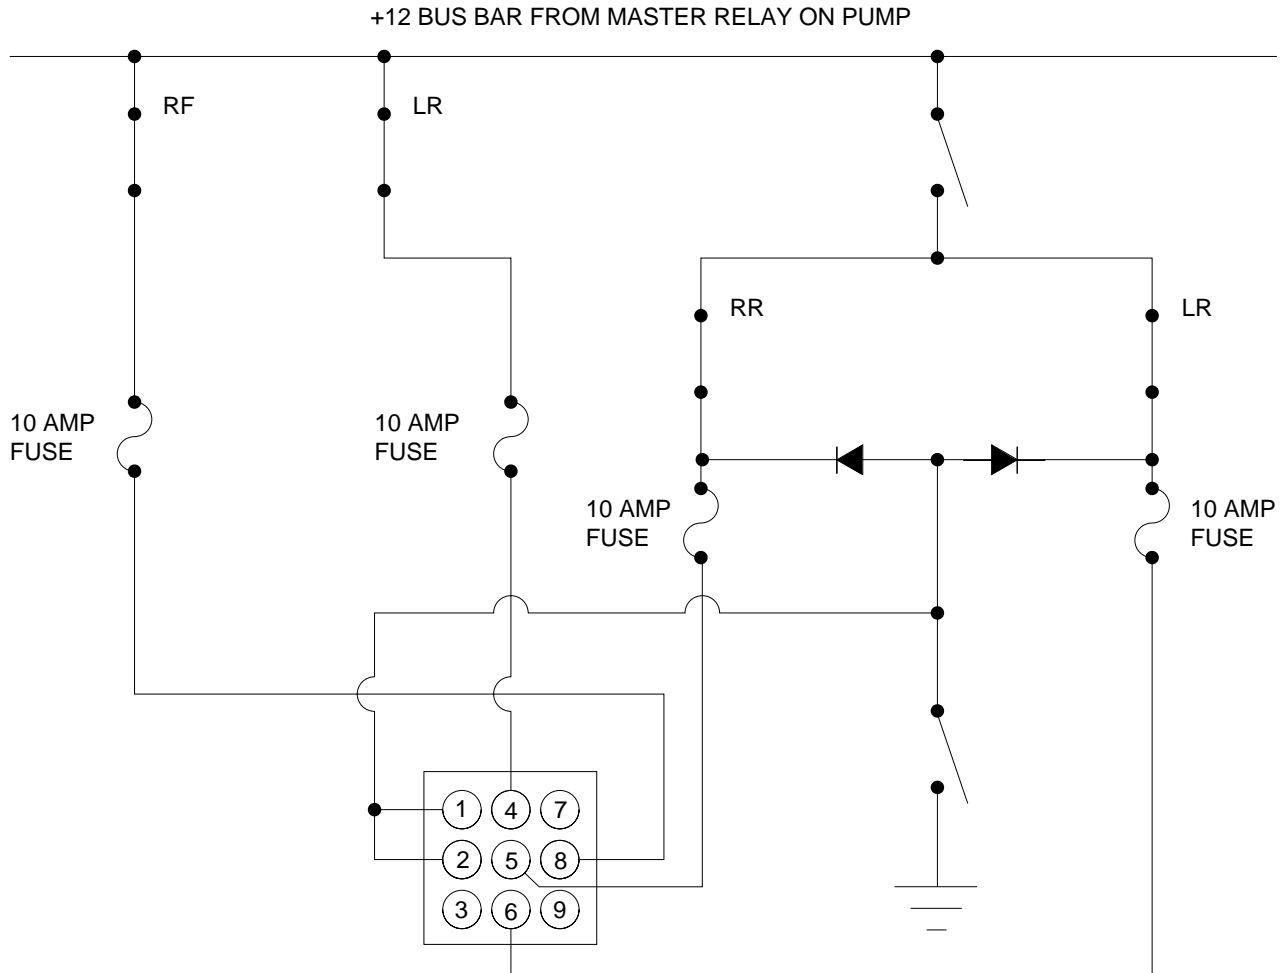 +12 BUS BAR FROM MASTER RELAY ON PUMP
RF
LR
RR
LR
10 AMP
FUSE
10 AMP
FUSE
10 AMP
FUSE
10 AMP
FUSE
1 4 7
2 5 8
3 6 9